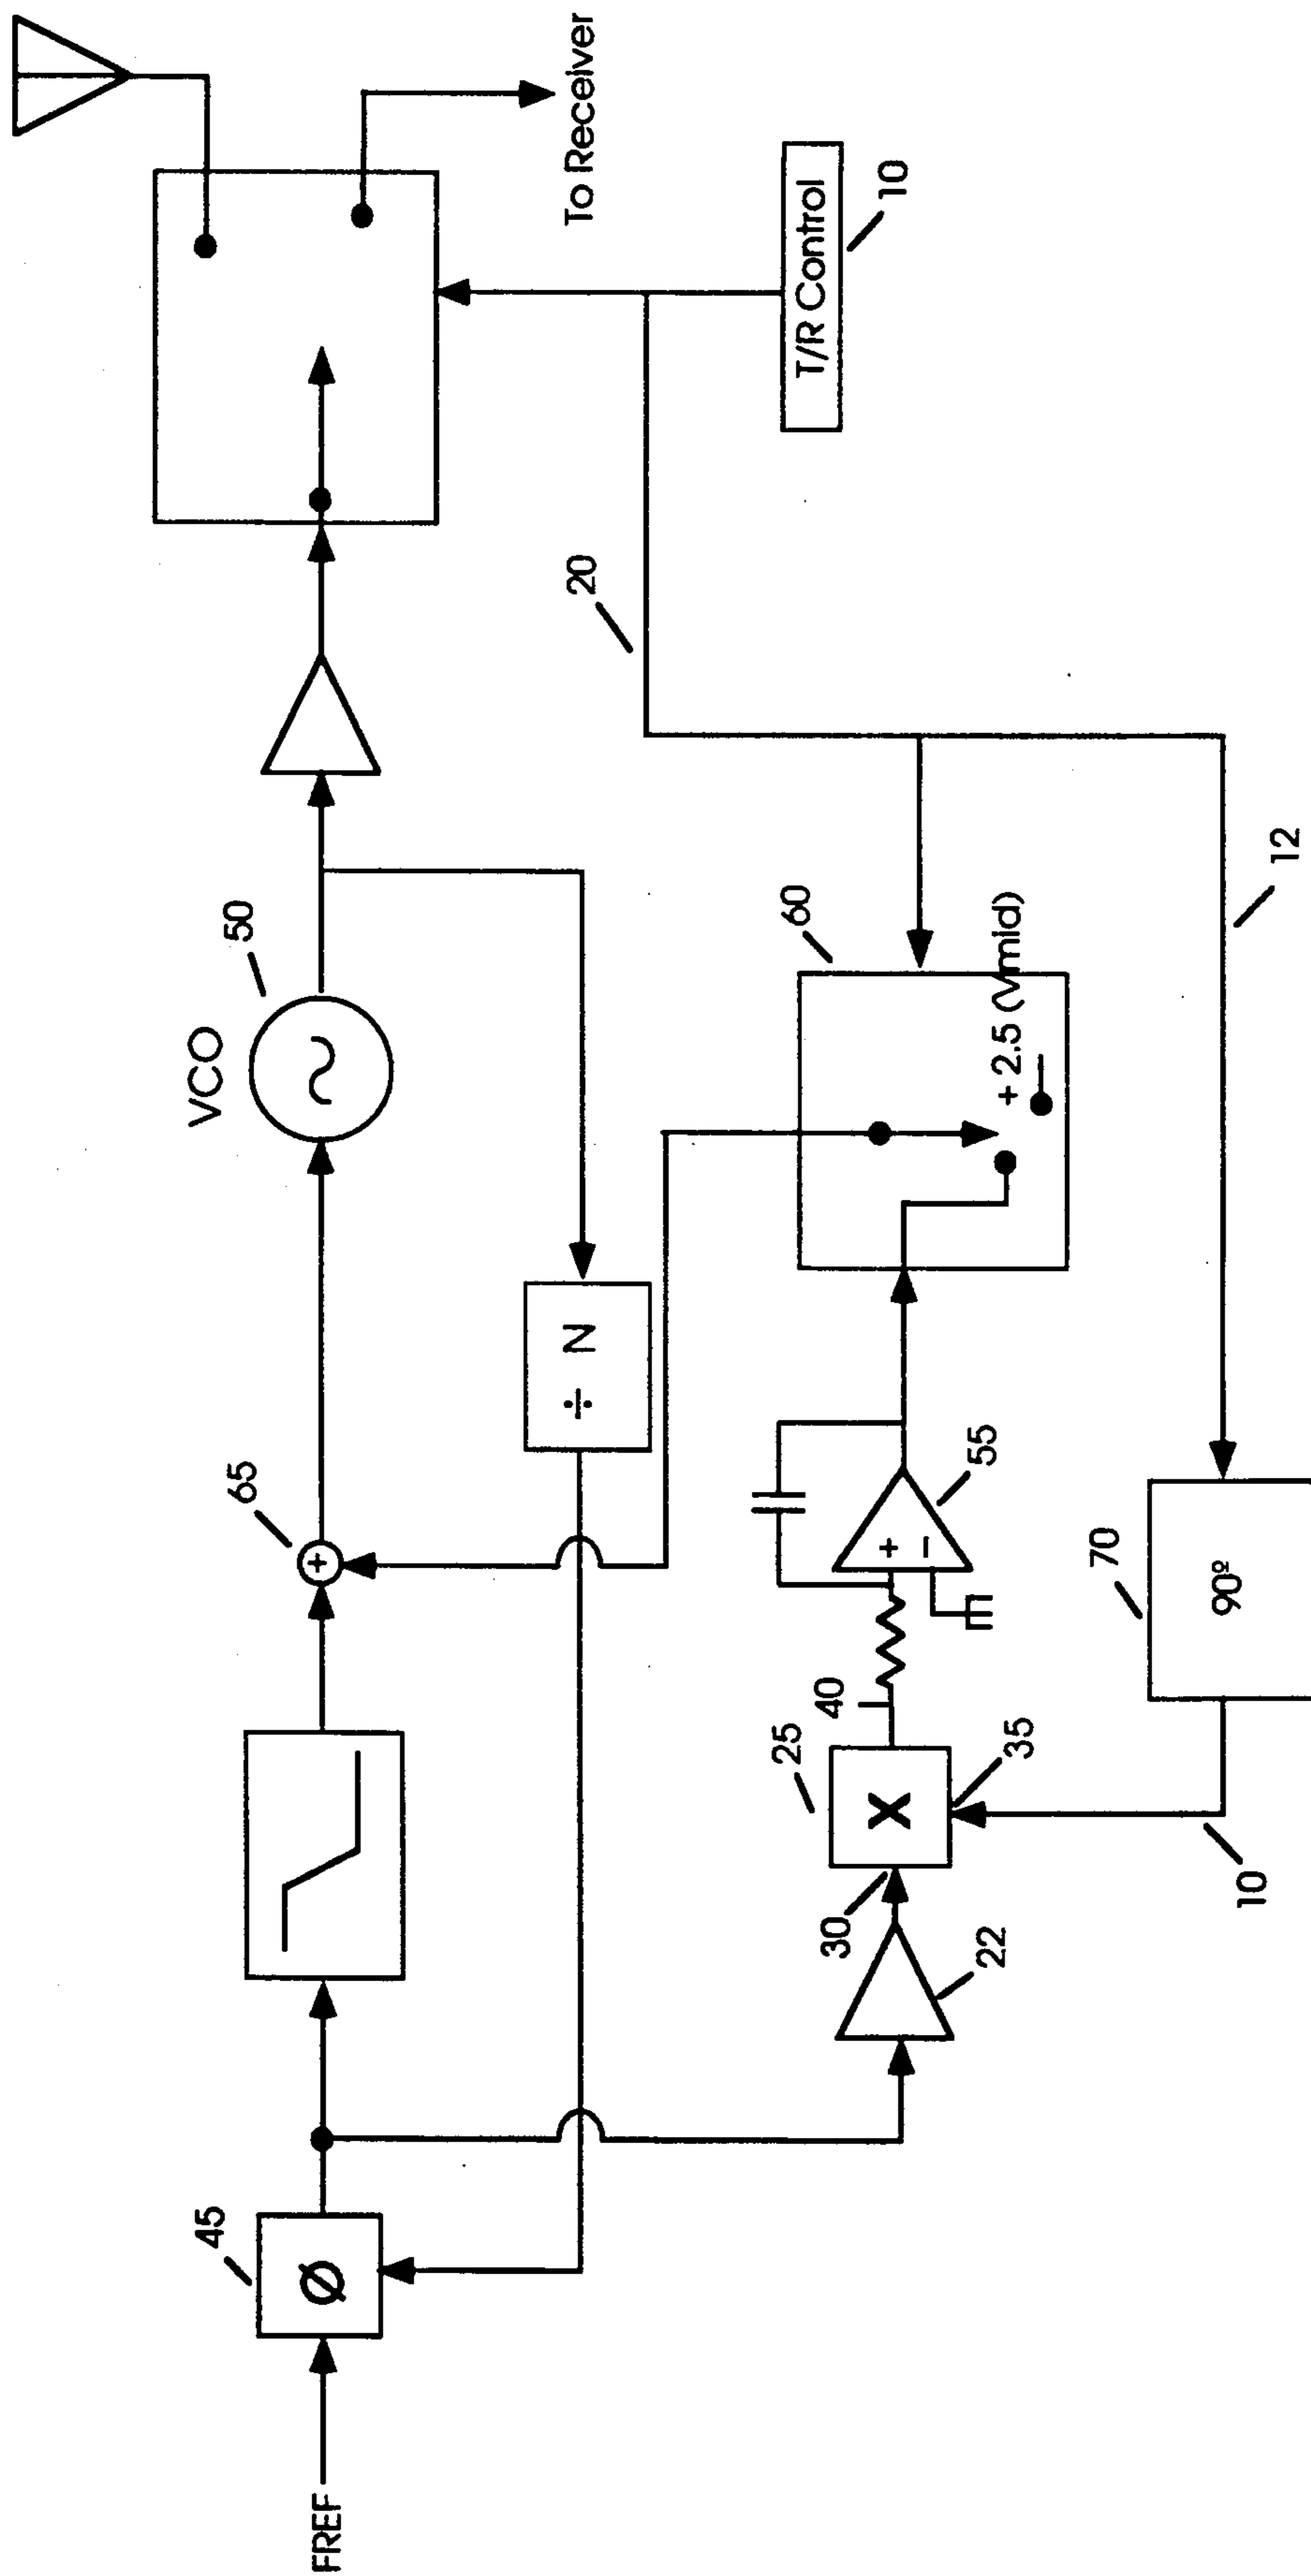 FREF
45
Ø
65
+
VCO
50
÷ N
To Receiver
T/R Control
10
20
22
30
25
X
35
40
+
−
55
60
+2.5 (Vmid)
70
90º
10
12